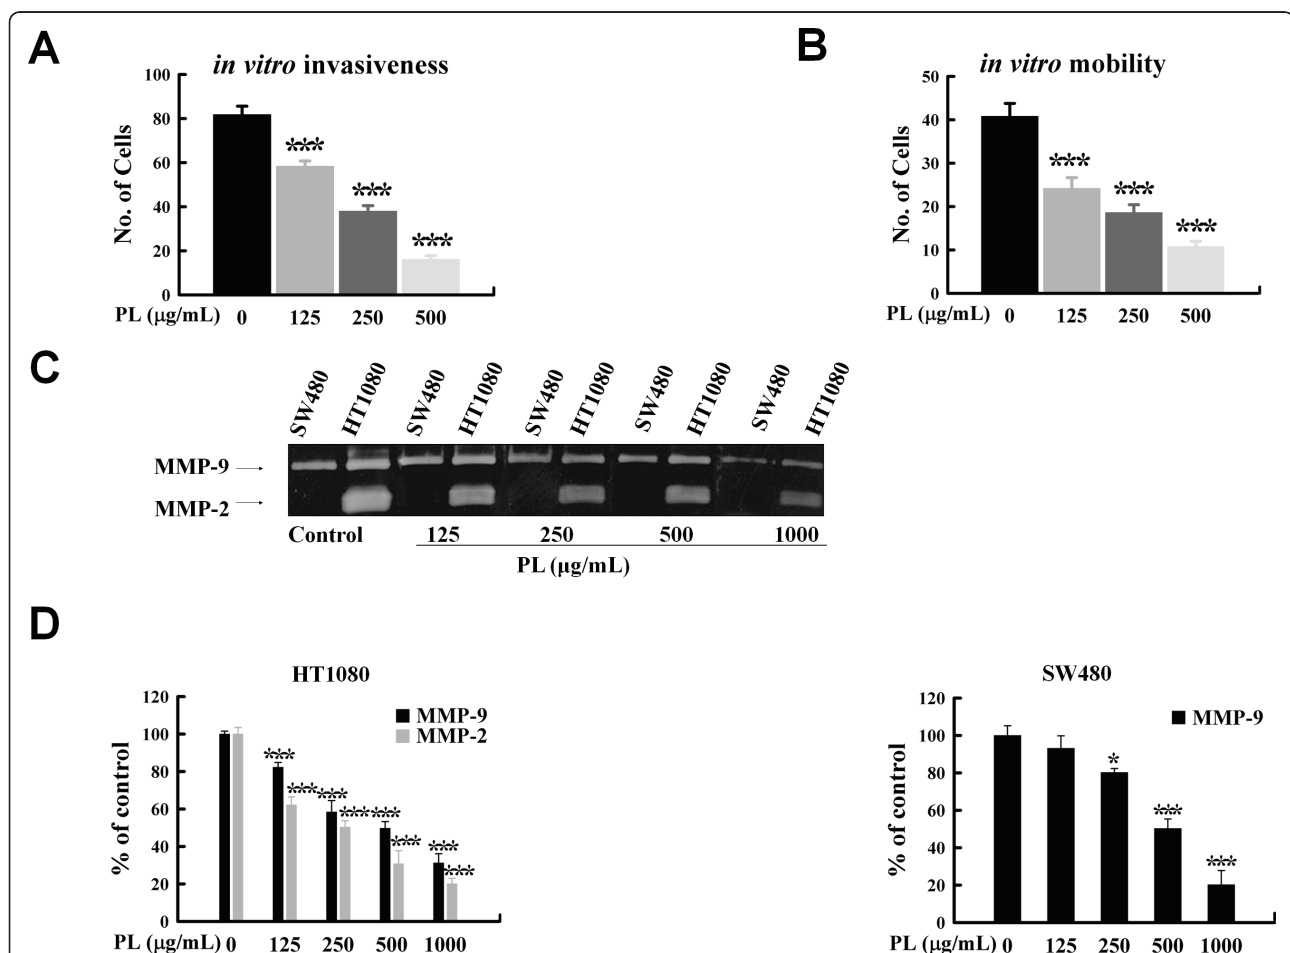 A
in vitro invasiveness
100
80
60
40
20
0
No. of Cells
***
***
***
PL (µg/mL) 0 125 250 500
B
in vitro mobility
50
40
30
20
10
0
No. of Cells
***
***
***
PL (µg/mL) 0 125 250 500
C
SW480 HT1080 SW480 HT1080 SW480 HT1080 SW480 HT1080 SW480 HT1080
MMP-9
MMP-2
Control 125 250 500 1000
PL (µg/mL)
D
HT1080
120
100
80
60
40
20
0
% of control
MMP-9
MMP-2
***
***
***
***
***
***
***
***
PL (µg/mL) 0 125 250 500 1000
SW480
120
100
80
60
40
20
0
% of control
MMP-9
*
***
***
PL (µg/mL) 0 125 250 500 1000